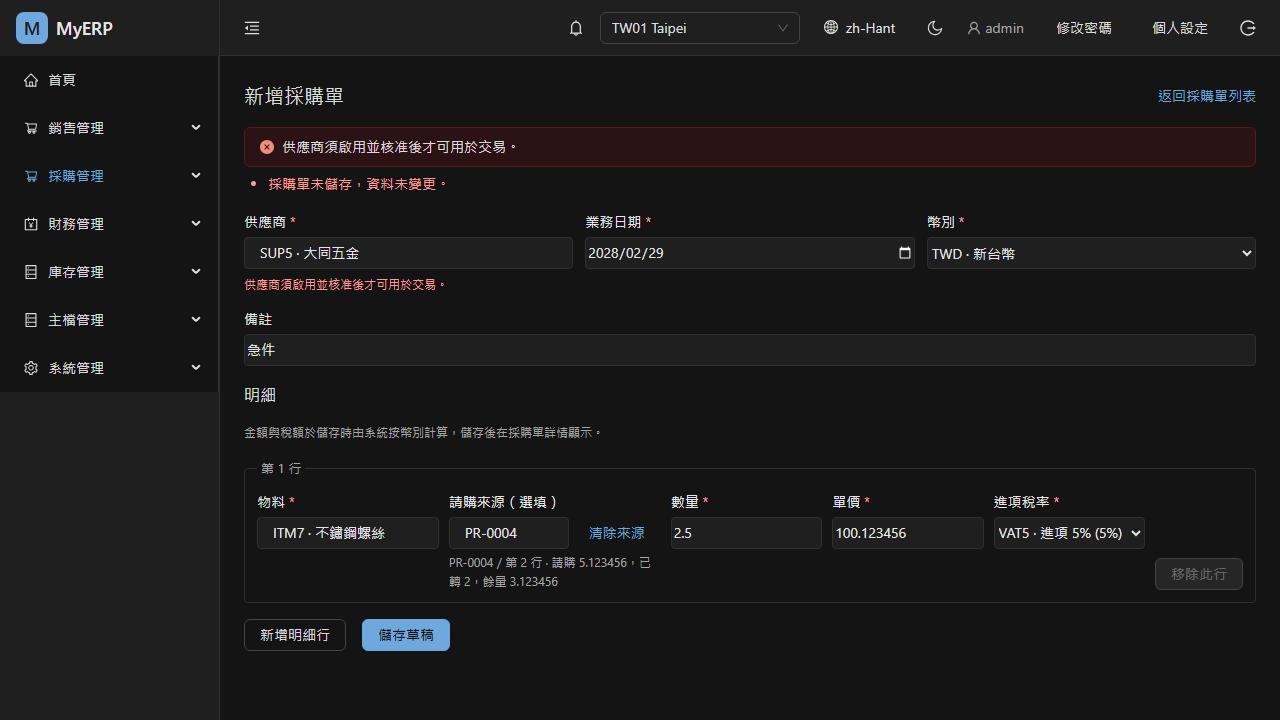 M MyERP
TW01 Taipei
zh-Hant
admin
修改密碼
個人設定
首頁
銷售管理
採購管理
財務管理
庫存管理
主檔管理
系統管理
新增採購單
返回採購單列表
供應商須啟用並核准後才可用於交易。
採購單未儲存，資料未變更。
供應商 *
業務日期 *
幣別 *
SUP5 · 大同五金
2028/02/29
TWD · 新台幣
供應商須啟用並核准後才可用於交易。
備註
急件
明細
金額與稅額於儲存時由系統按幣別計算，儲存後在採購單詳情顯示。
第 1 行
物料 *
請購來源（選填）
數量 *
單價 *
進項稅率 *
ITM7 · 不鏽鋼螺絲
PR-0004
清除來源
2.5
100.123456
VAT5 · 進項 5% (5%)
PR-0004 / 第 2 行 · 請購 5.123456，已
轉 2，餘量 3.123456
移除此行
新增明細行
儲存草稿